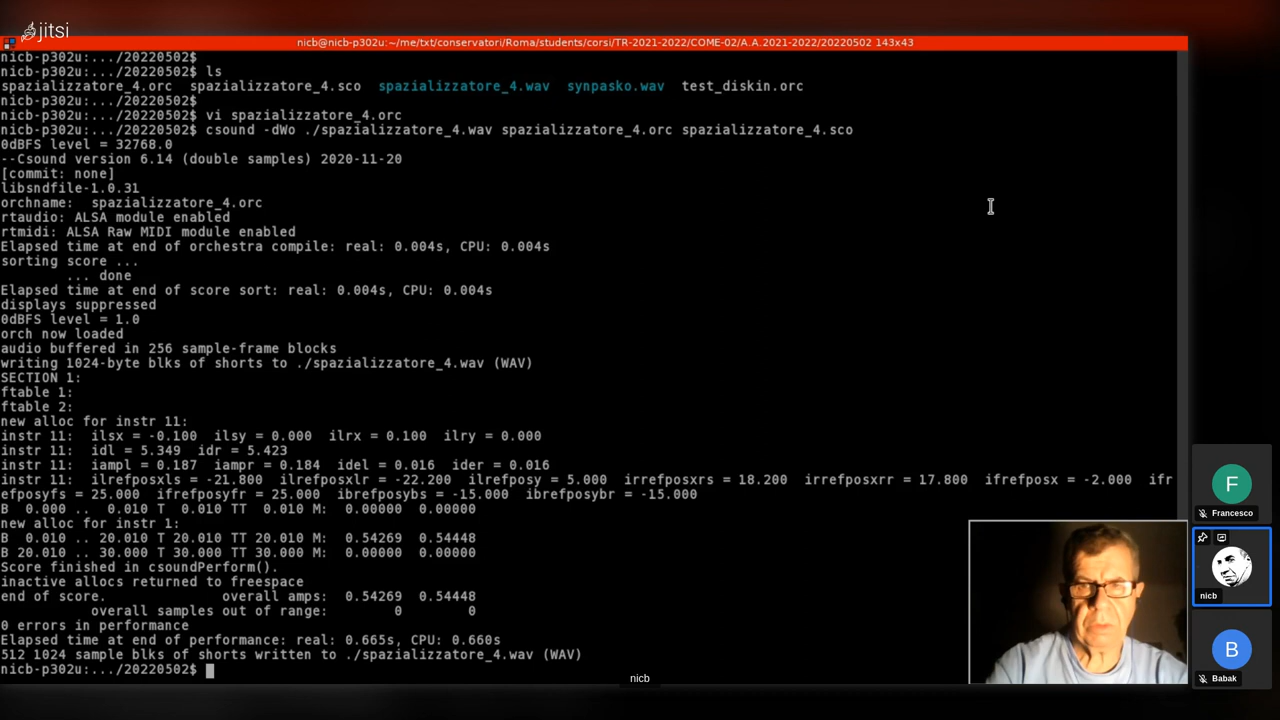 jitsi
nicb@nicb-p302u:~/me/txt/conservatori/Roma/students/corsi/TR-2021-2022/COME-02/A.A.2021-2022/20220502 143x43
nicb-p302u:.../20220502$
nicb-p302u:.../20220502$ ls
spazializzatore_4.orc spazializzatore_4.sco spazializzatore_4.wav synpasko.wav test_diskin.orc
nicb-p302u:.../20220502$
nicb-p302u:.../20220502$ vi spazializzatore_4.orc
nicb-p302u:.../20220502$ csound -dWo ./spazializzatore_4.wav spazializzatore_4.orc spazializzatore_4.sco
0dBFS level = 32768.0
--Csound version 6.14 (double samples) 2020-11-20
[commit: none]
libsndfile-1.0.31
orchname:  spazializzatore_4.orc
rtaudio: ALSA module enabled
rtmidi: ALSA Raw MIDI module enabled
Elapsed time at end of orchestra compile: real: 0.004s, CPU: 0.004s
sorting score ...
... done
Elapsed time at end of score sort: real: 0.004s, CPU: 0.004s
displays suppressed
0dBFS level = 1.0
orch now loaded
audio buffered in 256 sample-frame blocks
writing 1024-byte blks of shorts to ./spazializzatore_4.wav (WAV)
SECTION 1:
ftable 1:
ftable 2:
new alloc for instr 11:
instr 11:  ilsx = -0.100  ilsy = 0.000  ilrx = 0.100  ilry = 0.000
instr 11:  idl = 5.349  idr = 5.423
instr 11:  iampl = 0.187  iampr = 0.184  idel = 0.016  ider = 0.016
instr 11:  ilrefposxls = -21.800  ilrefposxlr = -22.200  ilrefposy = 5.000  irrefposxrs = 18.200  irrefposxrr = 17.800  ifrefposx = -2.000  ifr
efposyfs = 25.000  ifrefposyfr = 25.000  ibrefposybs = -15.000  ibrefposybr = -15.000
B  0.000 ..  0.010 T  0.010 TT  0.010 M:  0.00000  0.00000
new alloc for instr 1:
B  0.010 .. 20.010 T 20.010 TT 20.010 M:  0.54269  0.54448
B 20.010 .. 30.000 T 30.000 TT 30.000 M:  0.00000  0.00000
Score finished in csoundPerform().
inactive allocs returned to freespace
end of score.  overall amps:  0.54269  0.54448
overall samples out of range:  0  0
0 errors in performance
Elapsed time at end of performance: real: 0.665s, CPU: 0.660s
512 1024 sample blks of shorts written to ./spazializzatore_4.wav (WAV)
nicb-p302u:.../20220502$
nicb
F
Francesco
nicb
B
Babak